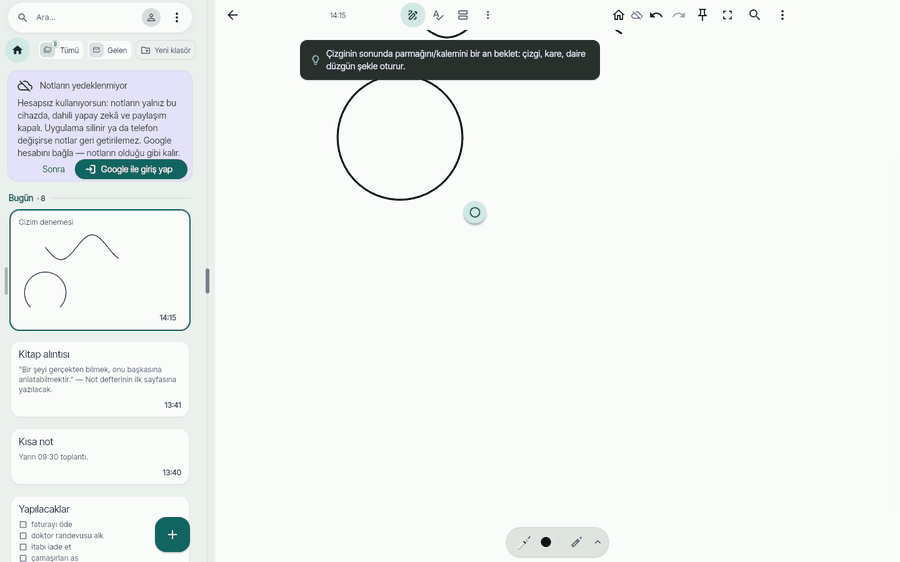 Ara...
Tümü
8
Gelen
Yeni klasör
Notların yedeklenmiyor
Hesapsız kullanıyorsun: notların yalnız bu
cihazda, dahili yapay zekâ ve paylaşım
kapalı. Uygulama silinir ya da telefon
değişirse notlar geri getirilemez. Google
hesabını bağla — notların olduğu gibi kalır.
Sonra
Google ile giriş yap
Bugün · 8
Cizim denemesi
14:15
Kitap alıntısı
"Bir şeyi gerçekten bilmek, onu başkasına
anlatabilmektir." — Not defterinin ilk sayfasına
yazılacak.
13:41
Kısa not
Yarın 09:30 toplantı.
13:40
Yapılacaklar
faturayı öde
doktor randevusu alk
itabı iade et
çamaşırları as
14:15
Çizginin sonunda parmağını/kalemini bir an beklet: çizgi, kare, daire
düzgün şekle oturur.